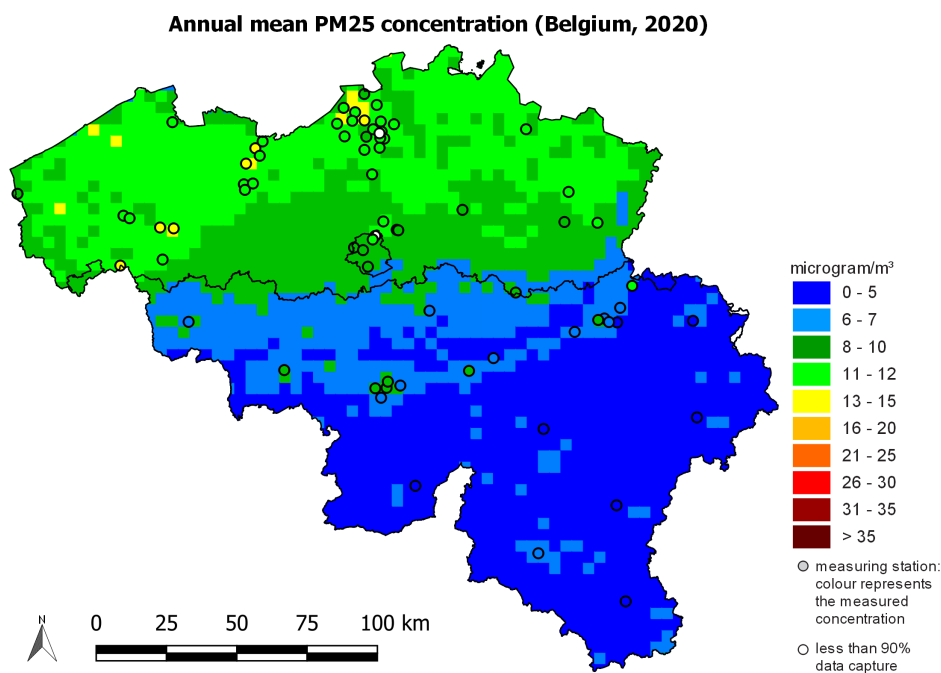 Annual mean PM25 concentration (Belgium, 2020)
microgram/m³
0 - 5
6 - 7
8 - 10
11 - 12
13 - 15
16 - 20
21 - 25
26 - 30
31 - 35
> 35
measuring station:
colour represents
the measured
concentration
less than 90%
data capture
N
0 25 50 75 100 km